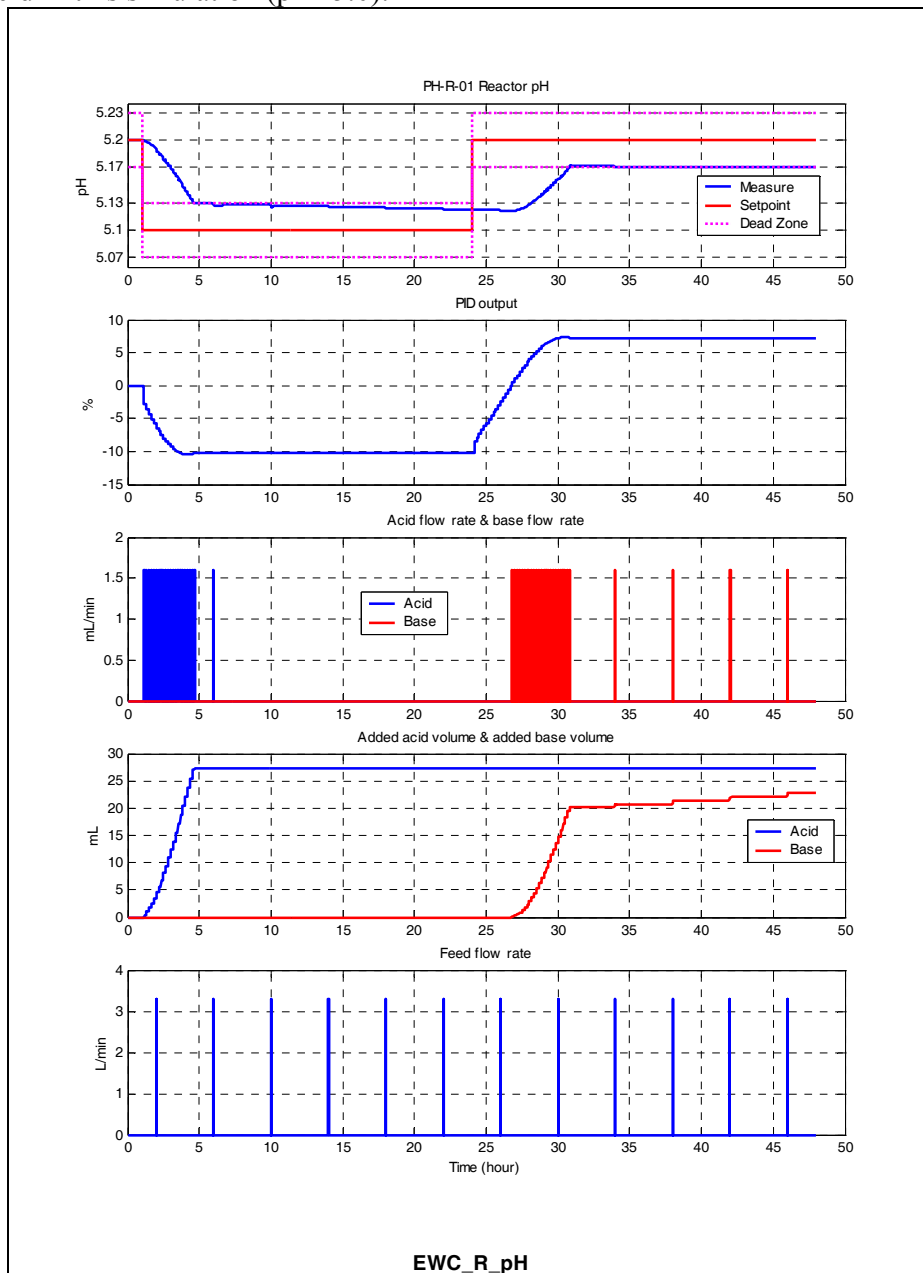 PH-R-01 Reactor pH
5.23
5.2
5.17
5.13
5.1
5.07
pH
Measure
Setpoint
Dead Zone
0 5 10 15 20 25 30 35 40 45 50
PID output
10
5
0
-5
-10
-15
%
0 5 10 15 20 25 30 35 40 45 50
Acid flow rate & base flow rate
2
1.5
1
0.5
0
mL/min
Acid
Base
0 5 10 15 20 25 30 35 40 45 50
Added acid volume & added base volume
30
25
20
15
10
5
0
mL
Acid
Base
0 5 10 15 20 25 30 35 40 45 50
Feed flow rate
4
3
2
1
0
L/min
0 5 10 15 20 25 30 35 40 45 50
Time (hour)
EWC_R_pH